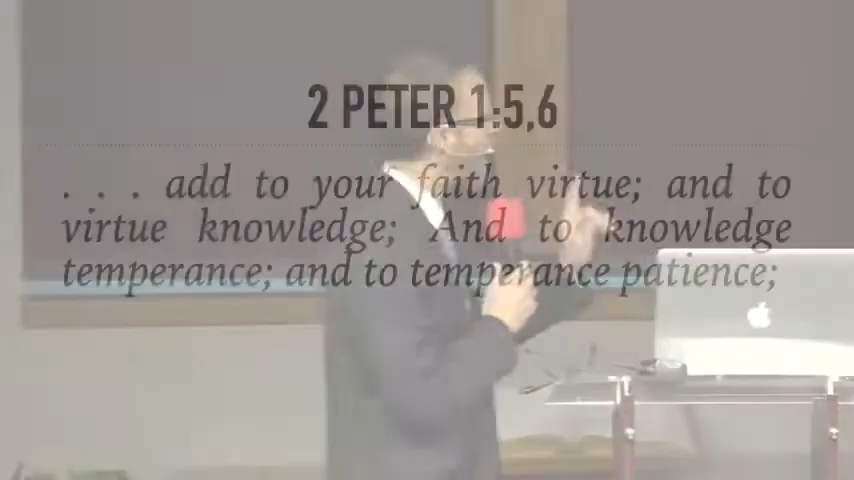 2 PETER 1:5,6
. . . add to your faith virtue; and to
virtue knowledge; And to knowledge
temperance; and to temperance patience;